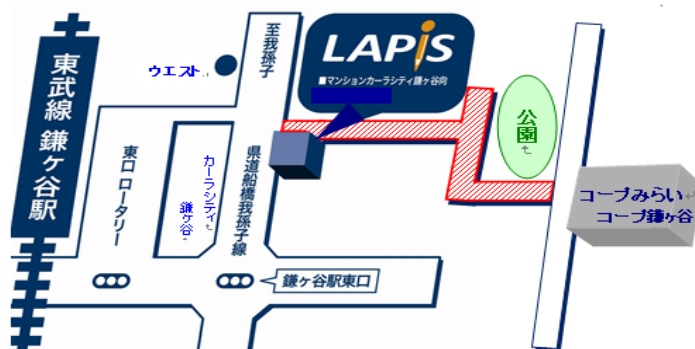 東武線 鎌ヶ谷駅
東口 ロータリー
ウエスト
カーラシティ
鎌ヶ谷
至我孫子
県道船橋我孫子線
LAPiS
■マンションカーラシティ鎌ヶ谷向
鎌ヶ谷駅東口
公園
コープみらい
コープ鎌ヶ谷